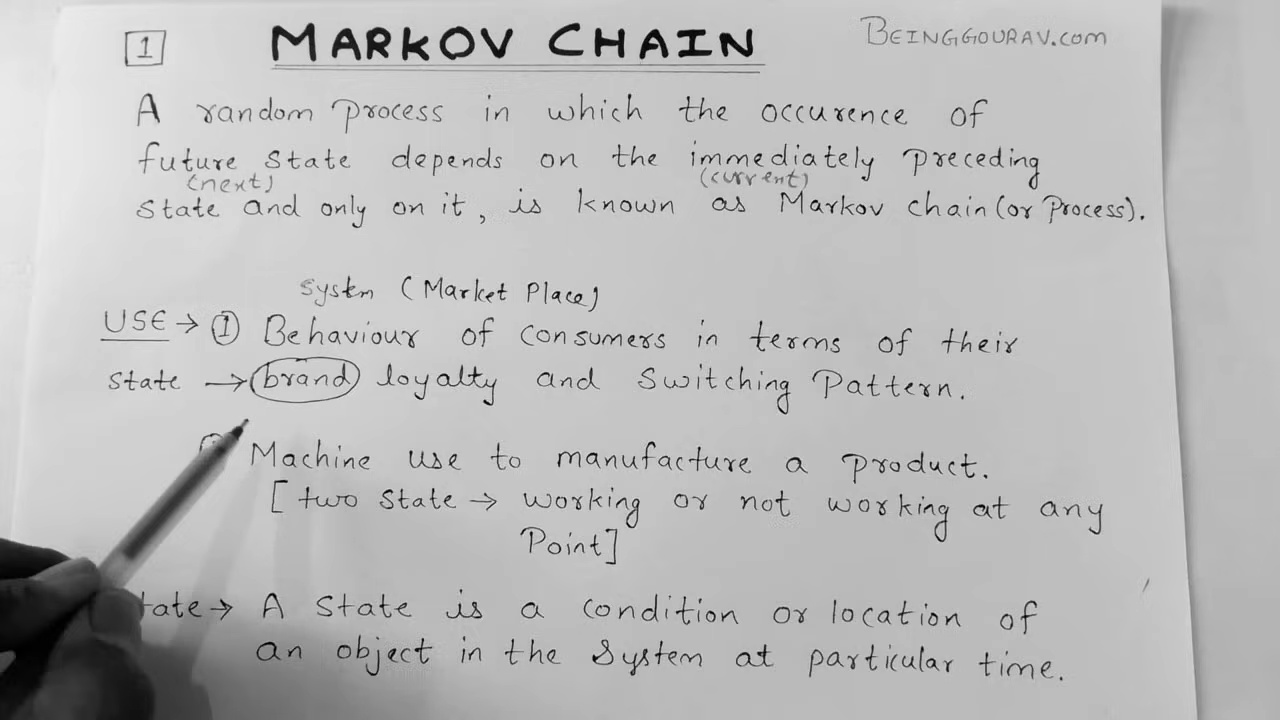 1 MARKOV CHAIN BEINGGOURAV.com
A random process in which the occurence of
future state depends on the immediately preceding
(next) (current)
state and only on it, is known as Markov chain (or Process).
system (Market Place)
USE → 1 Behaviour of consumers in terms of their
state → brand loyalty and switching Pattern.
Machine use to manufacture a product.
[two state → working or not working at any
Point]
tate → A state is a condition or location of
an object in the system at particular time.